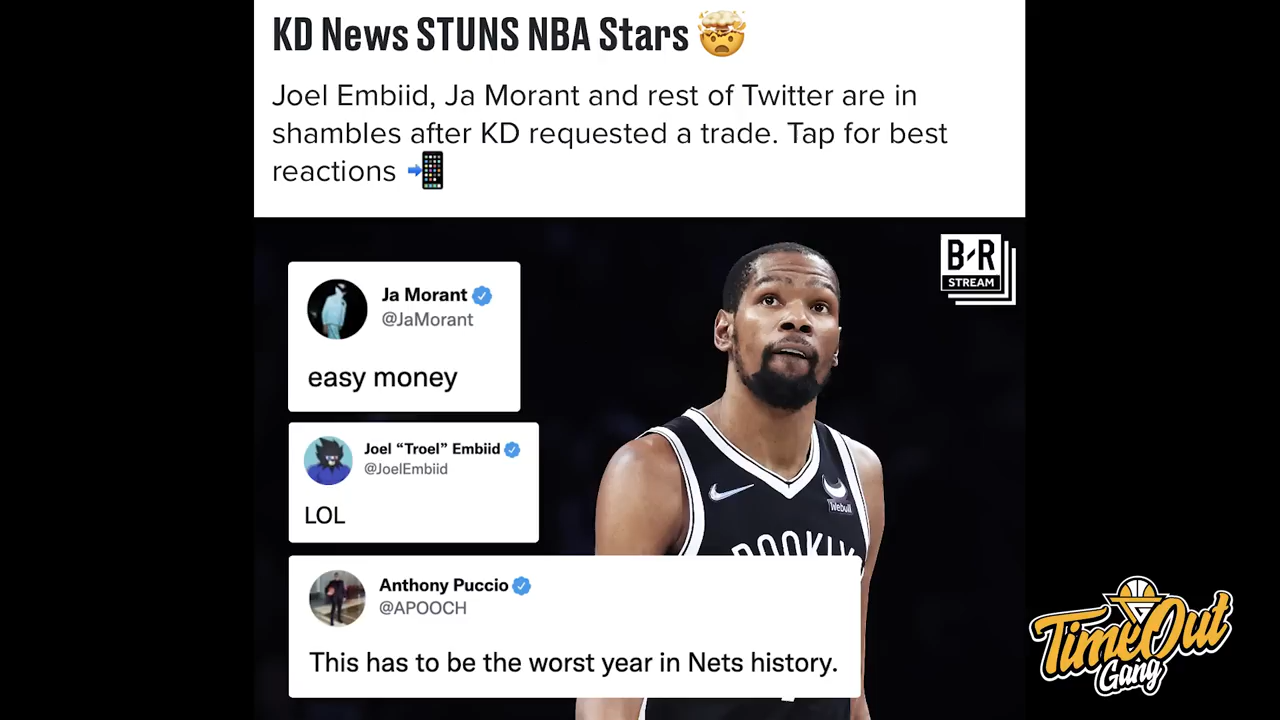 KD News STUNS NBA Stars 🤯
Joel Embiid, Ja Morant and rest of Twitter are in
shambles after KD requested a trade. Tap for best
reactions 📲
B-R
STREAM
Ja Morant
@JaMorant
easy money
Joel “Troel” Embiid
@JoelEmbiid
LOL
Webull
BROOKLYN
Anthony Puccio
@APOOCH
This has to be the worst year in Nets history.
TimeOut
Gang